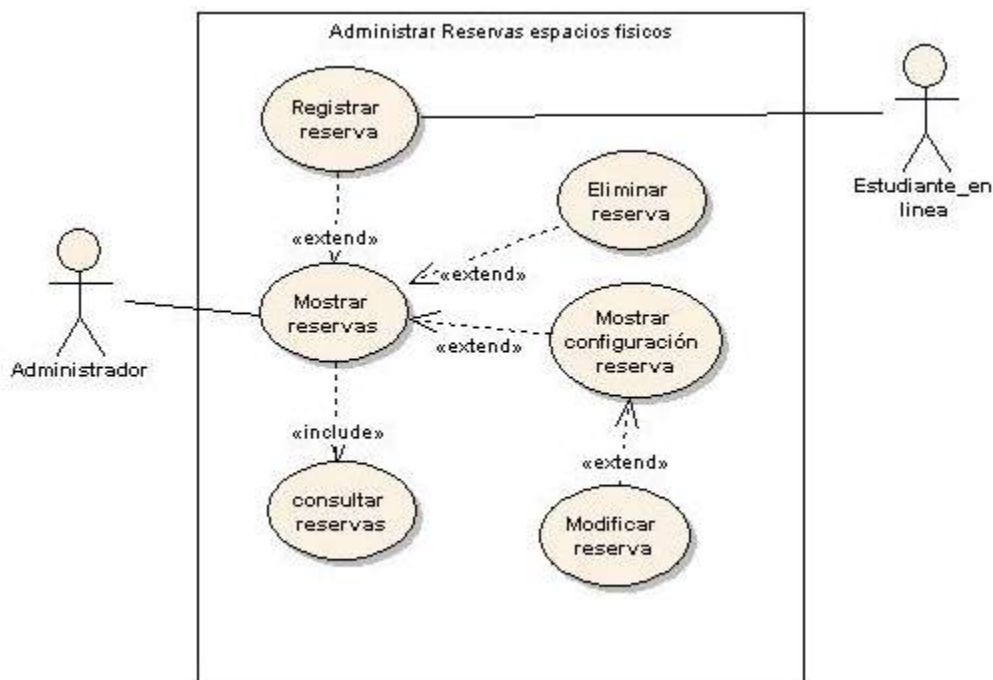 Administrar Reservas espacios fisicos
Registrar
reserva
Estudiante_en
linea
Eliminar
reserva
«extend»
«extend»
Administrador
Mostrar
reservas
Mostrar
configuración
reserva
«extend»
«include»
«extend»
consultar
reservas
Modificar
reserva